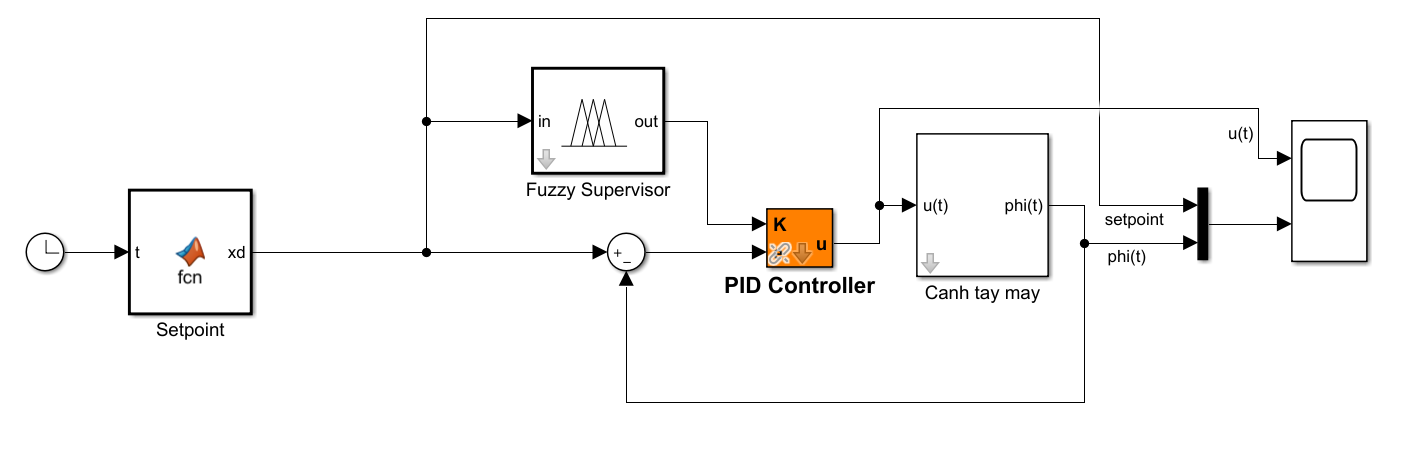 in
out
Fuzzy Supervisor
u(t)
t
xd
fcn
Setpoint
+
_
K
u
PID Controller
u(t)
phi(t)
Canh tay may
setpoint
phi(t)